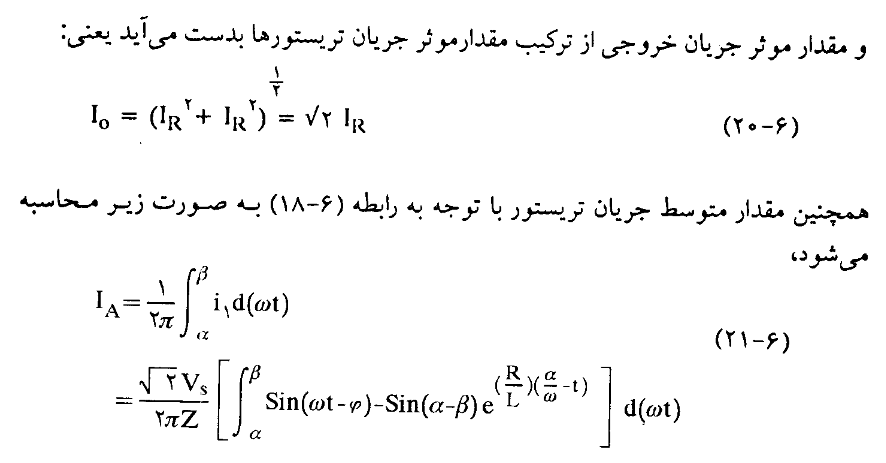 و مقدار موثر جریان خروجی از ترکیب مقدارموثر جریان تریستورها بدست می‌آید یعنی:
I₀ = (I_R^۲ + I_R^۲)^(۱/۲) = √۲ I_R (۲۰-۶)
همچنین مقدار متوسط جریان تریستور با توجه به رابطه (۱۸-۶) به صورت زیر محاسبه
می‌شود،
I_A = ۱/۲π ∫_α^β i₁ d(ωt)
(۲۱-۶)
= √۲ V_s/۲πZ [∫_α^β Sin(ωt-φ)-Sin(α-β) e^((R/L)(α/ω -t))] d(ωt)